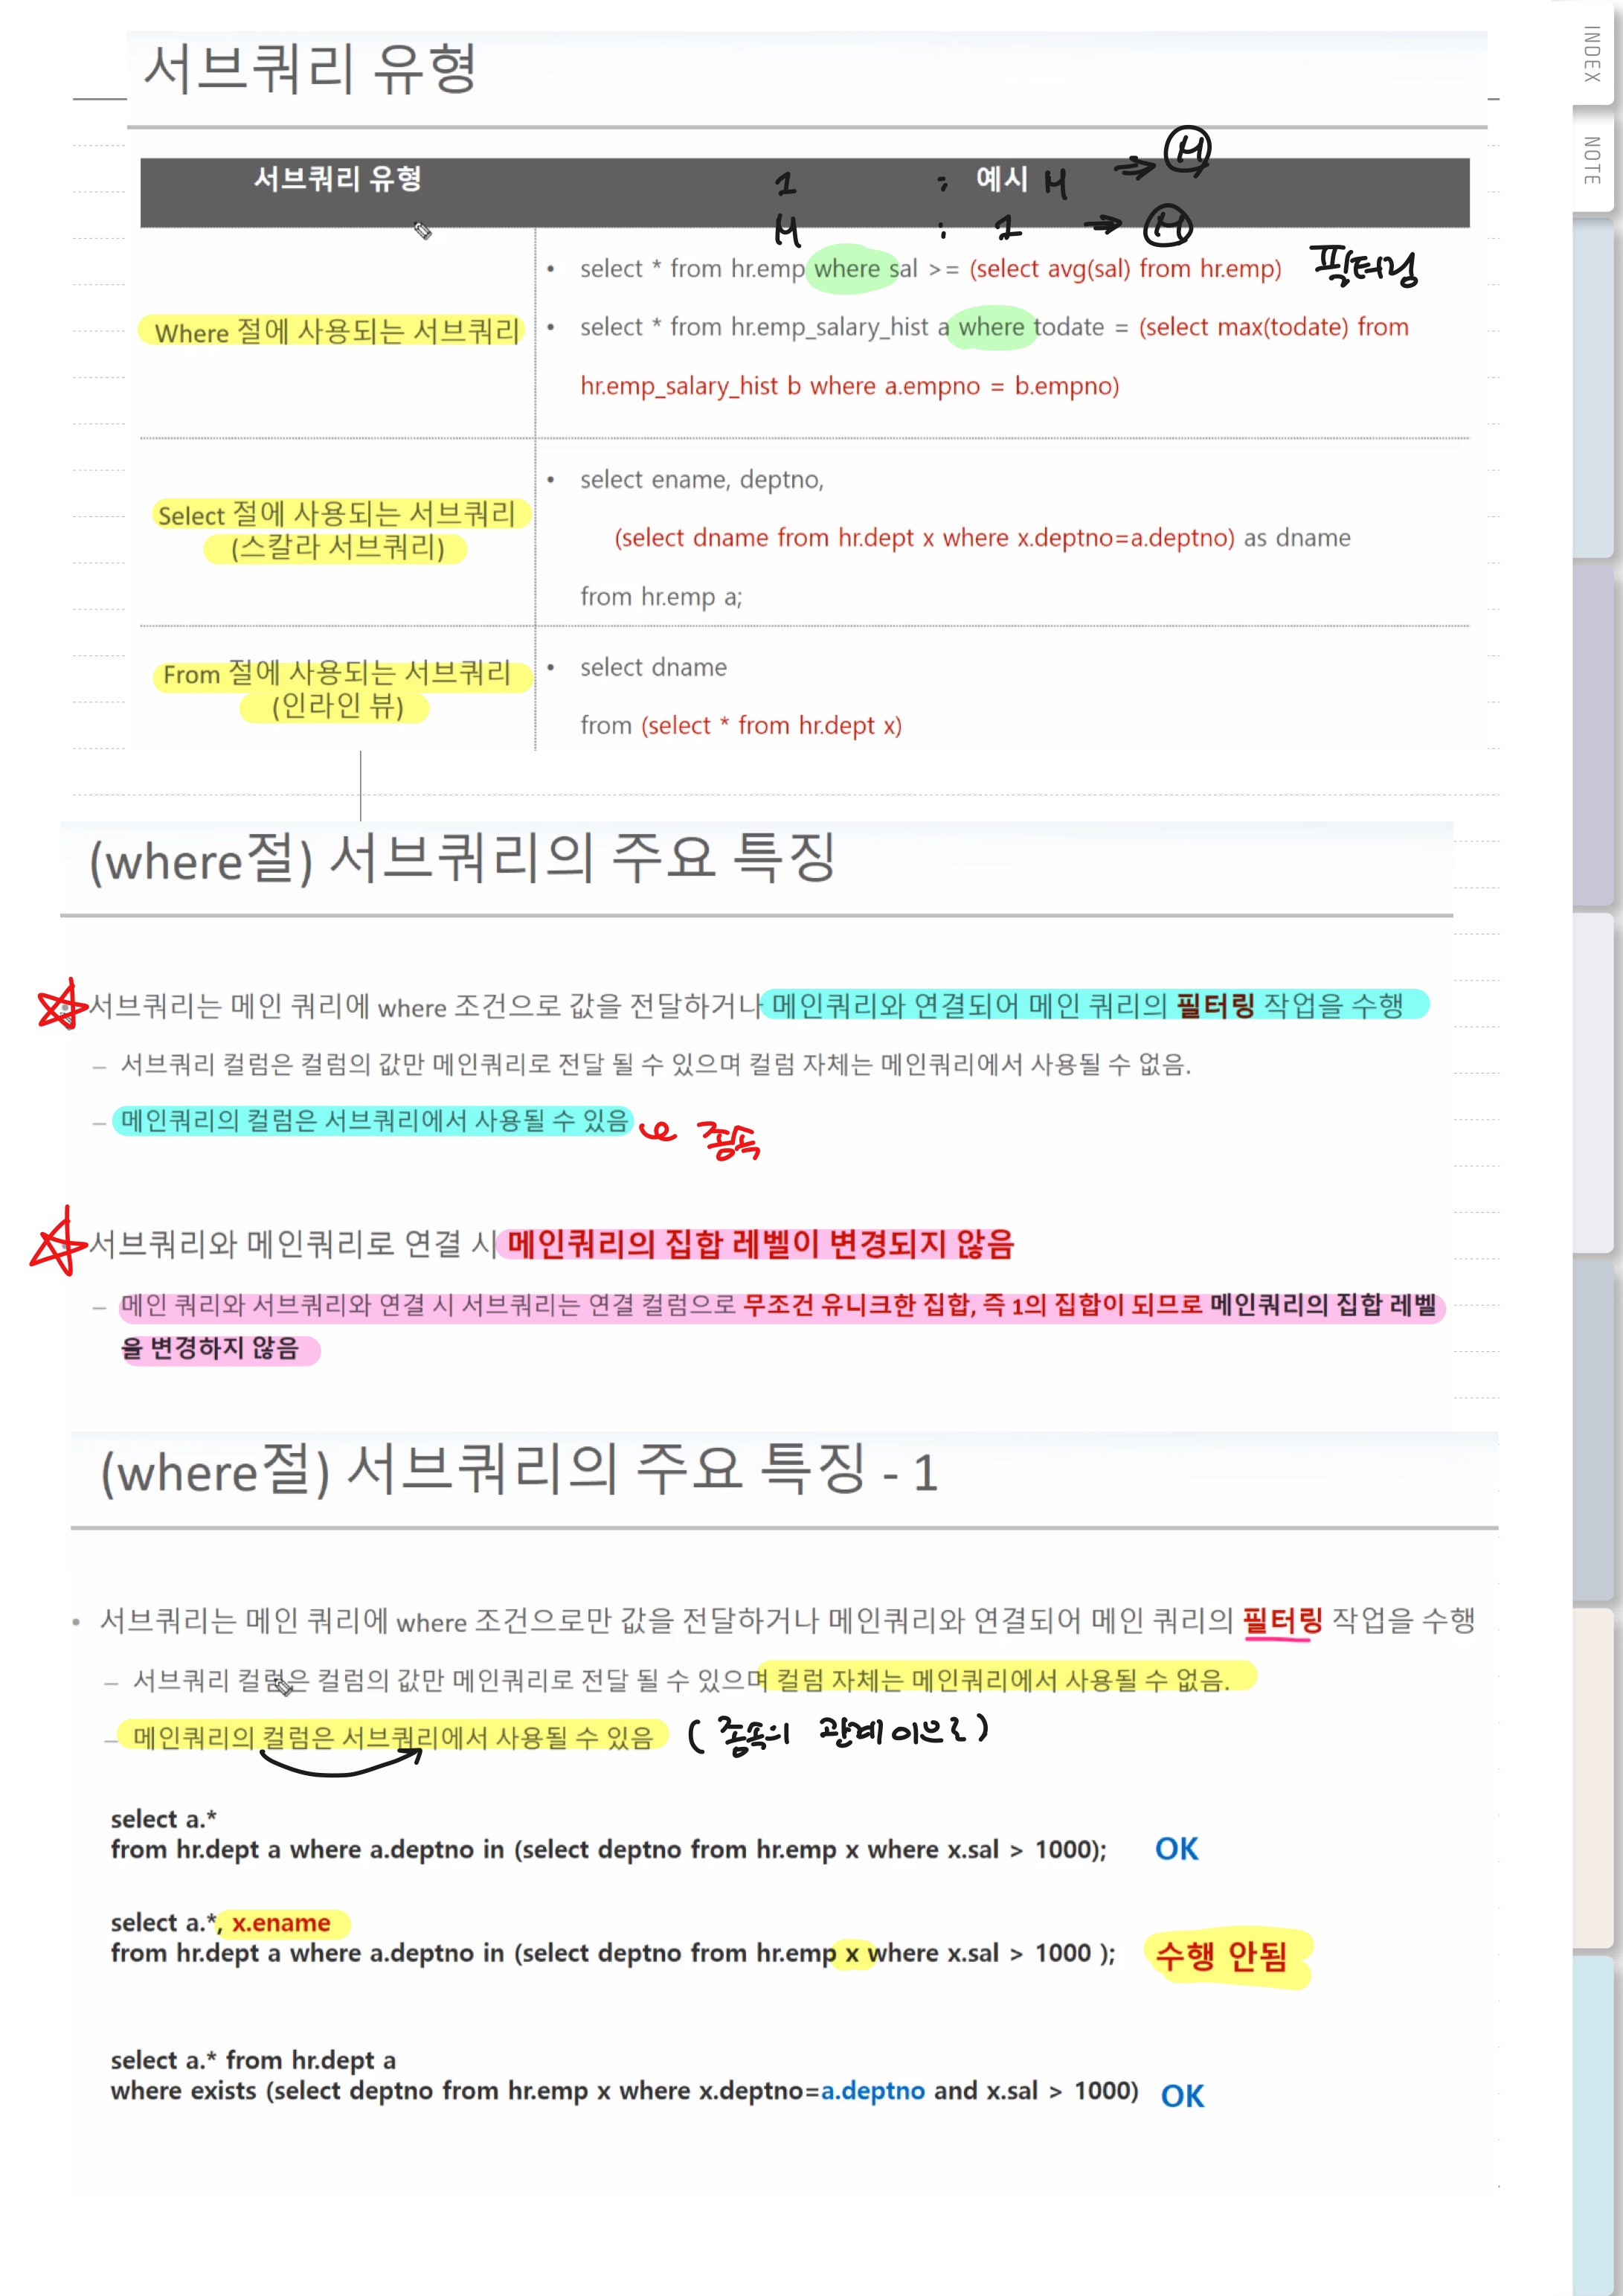 INDEX
NOTE
서브쿼리 유형
서브쿼리 유형
예시
1 : M → M
M : 1 → M
Where 절에 사용되는 서브쿼리
• select * from hr.emp where sal >= (select avg(sal) from hr.emp) 필터링
• select * from hr.emp_salary_hist a where todate = (select max(todate) from
hr.emp_salary_hist b where a.empno = b.empno)
Select 절에 사용되는 서브쿼리
(스칼라 서브쿼리)
• select ename, deptno,
(select dname from hr.dept x where x.deptno=a.deptno) as dname
from hr.emp a;
From 절에 사용되는 서브쿼리
(인라인 뷰)
• select dname
from (select * from hr.dept x)
(where절) 서브쿼리의 주요 특징
서브쿼리는 메인 쿼리에 where 조건으로 값을 전달하거나 메인쿼리와 연결되어 메인 쿼리의 필터링 작업을 수행
– 서브쿼리 컬럼은 컬럼의 값만 메인쿼리로 전달 될 수 있으며 컬럼 자체는 메인쿼리에서 사용될 수 없음.
– 메인쿼리의 컬럼은 서브쿼리에서 사용될 수 있음 종속
서브쿼리와 메인쿼리로 연결 시 메인쿼리의 집합 레벨이 변경되지 않음
– 메인 쿼리와 서브쿼리와 연결 시 서브쿼리는 연결 컬럼으로 무조건 유니크한 집합, 즉 1의 집합이 되므로 메인쿼리의 집합 레벨
을 변경하지 않음
(where절) 서브쿼리의 주요 특징 - 1
• 서브쿼리는 메인 쿼리에 where 조건으로만 값을 전달하거나 메인쿼리와 연결되어 메인 쿼리의 필터링 작업을 수행
– 서브쿼리 컬럼은 컬럼의 값만 메인쿼리로 전달 될 수 있으며 컬럼 자체는 메인쿼리에서 사용될 수 없음.
– 메인쿼리의 컬럼은 서브쿼리에서 사용될 수 있음 (종속의 관계이므로)
select a.*
from hr.dept a where a.deptno in (select deptno from hr.emp x where x.sal > 1000); OK
select a.*, x.ename
from hr.dept a where a.deptno in (select deptno from hr.emp x where x.sal > 1000 ); 수행 안됨
select a.* from hr.dept a
where exists (select deptno from hr.emp x where x.deptno=a.deptno and x.sal > 1000) OK